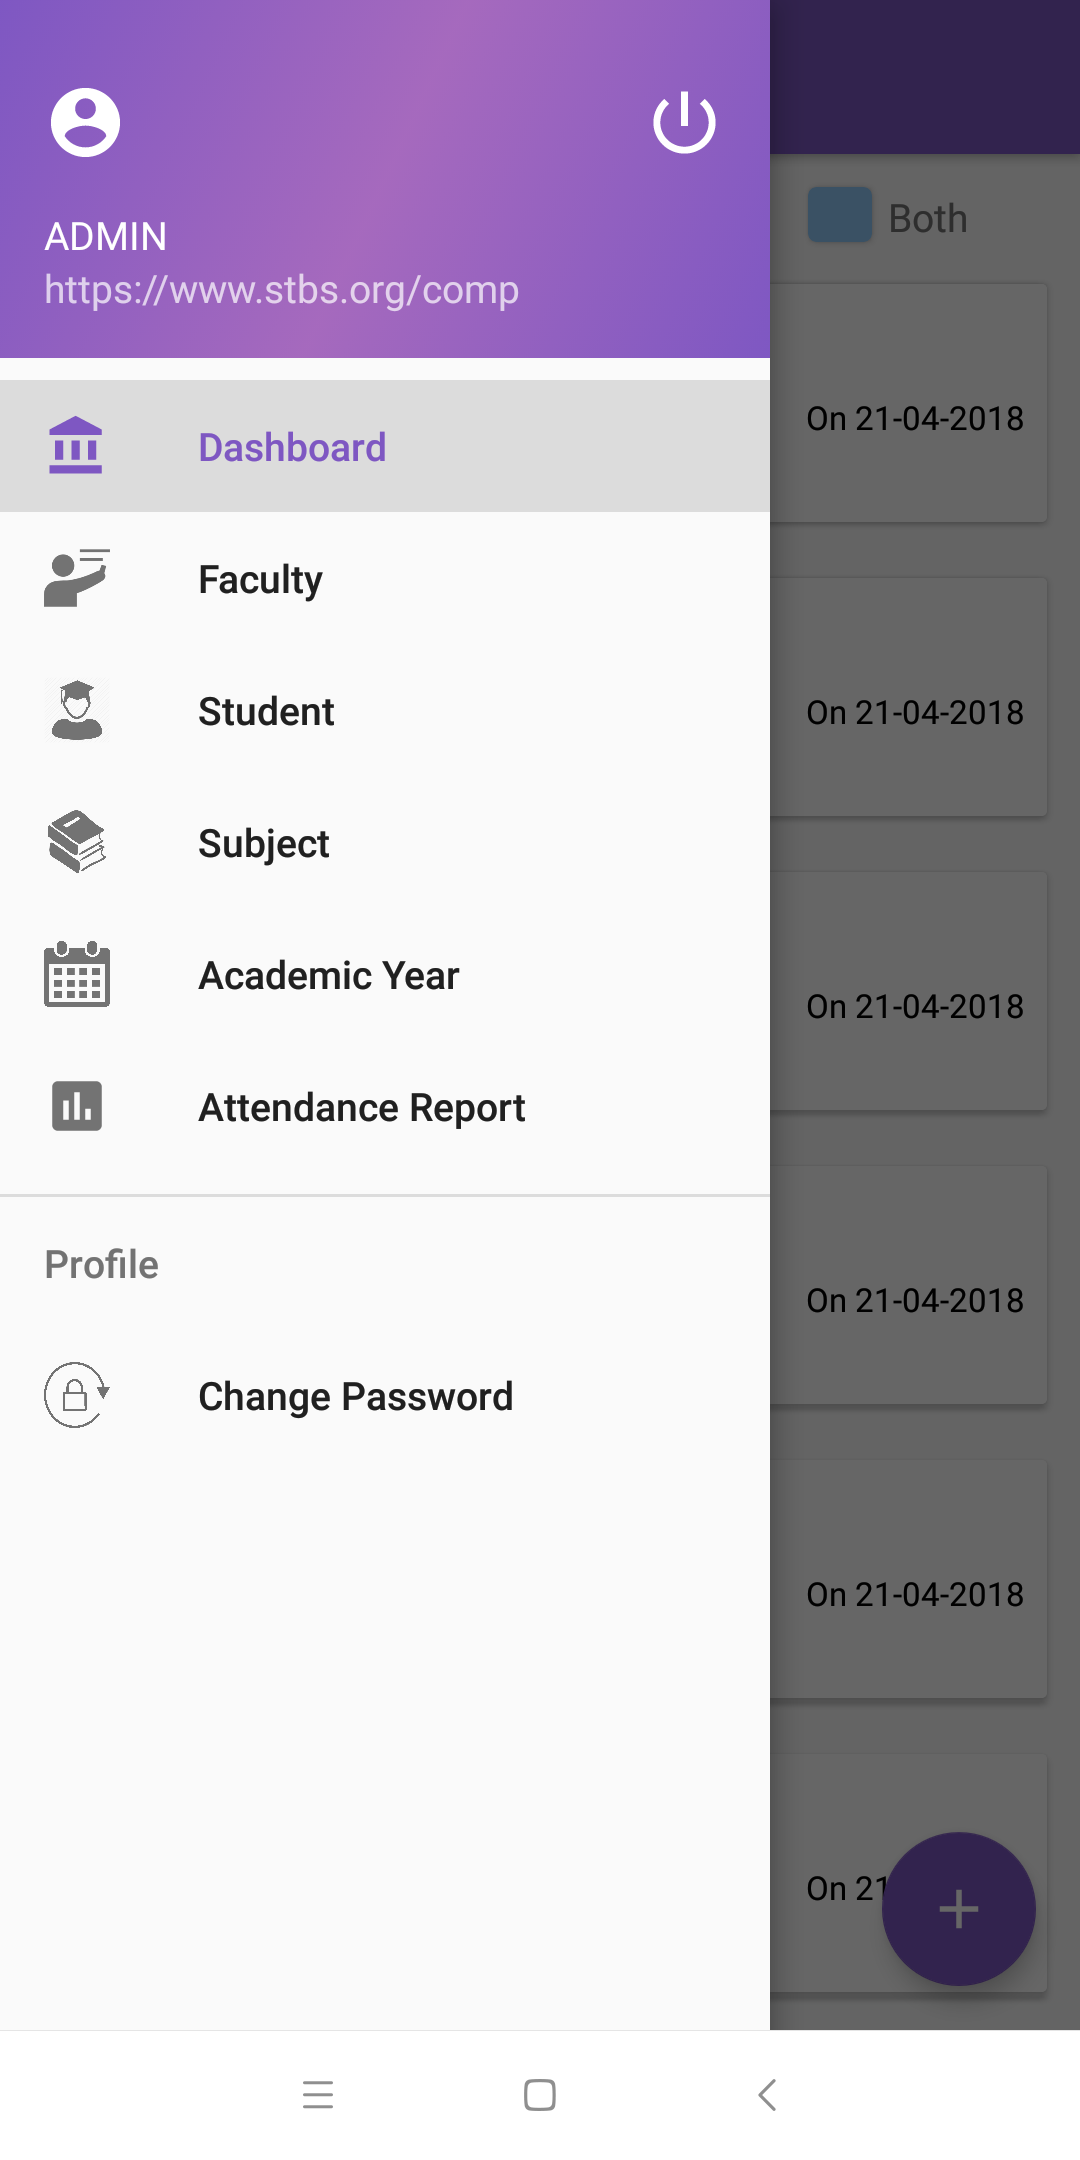 ADMIN
https://www.stbs.org/comp
Both
Dashboard
Faculty
Student
Subject
Academic Year
Attendance Report
Profile
Change Password
On 21-04-2018
On 21-04-2018
On 21-04-2018
On 21-04-2018
On 21-04-2018
On 21